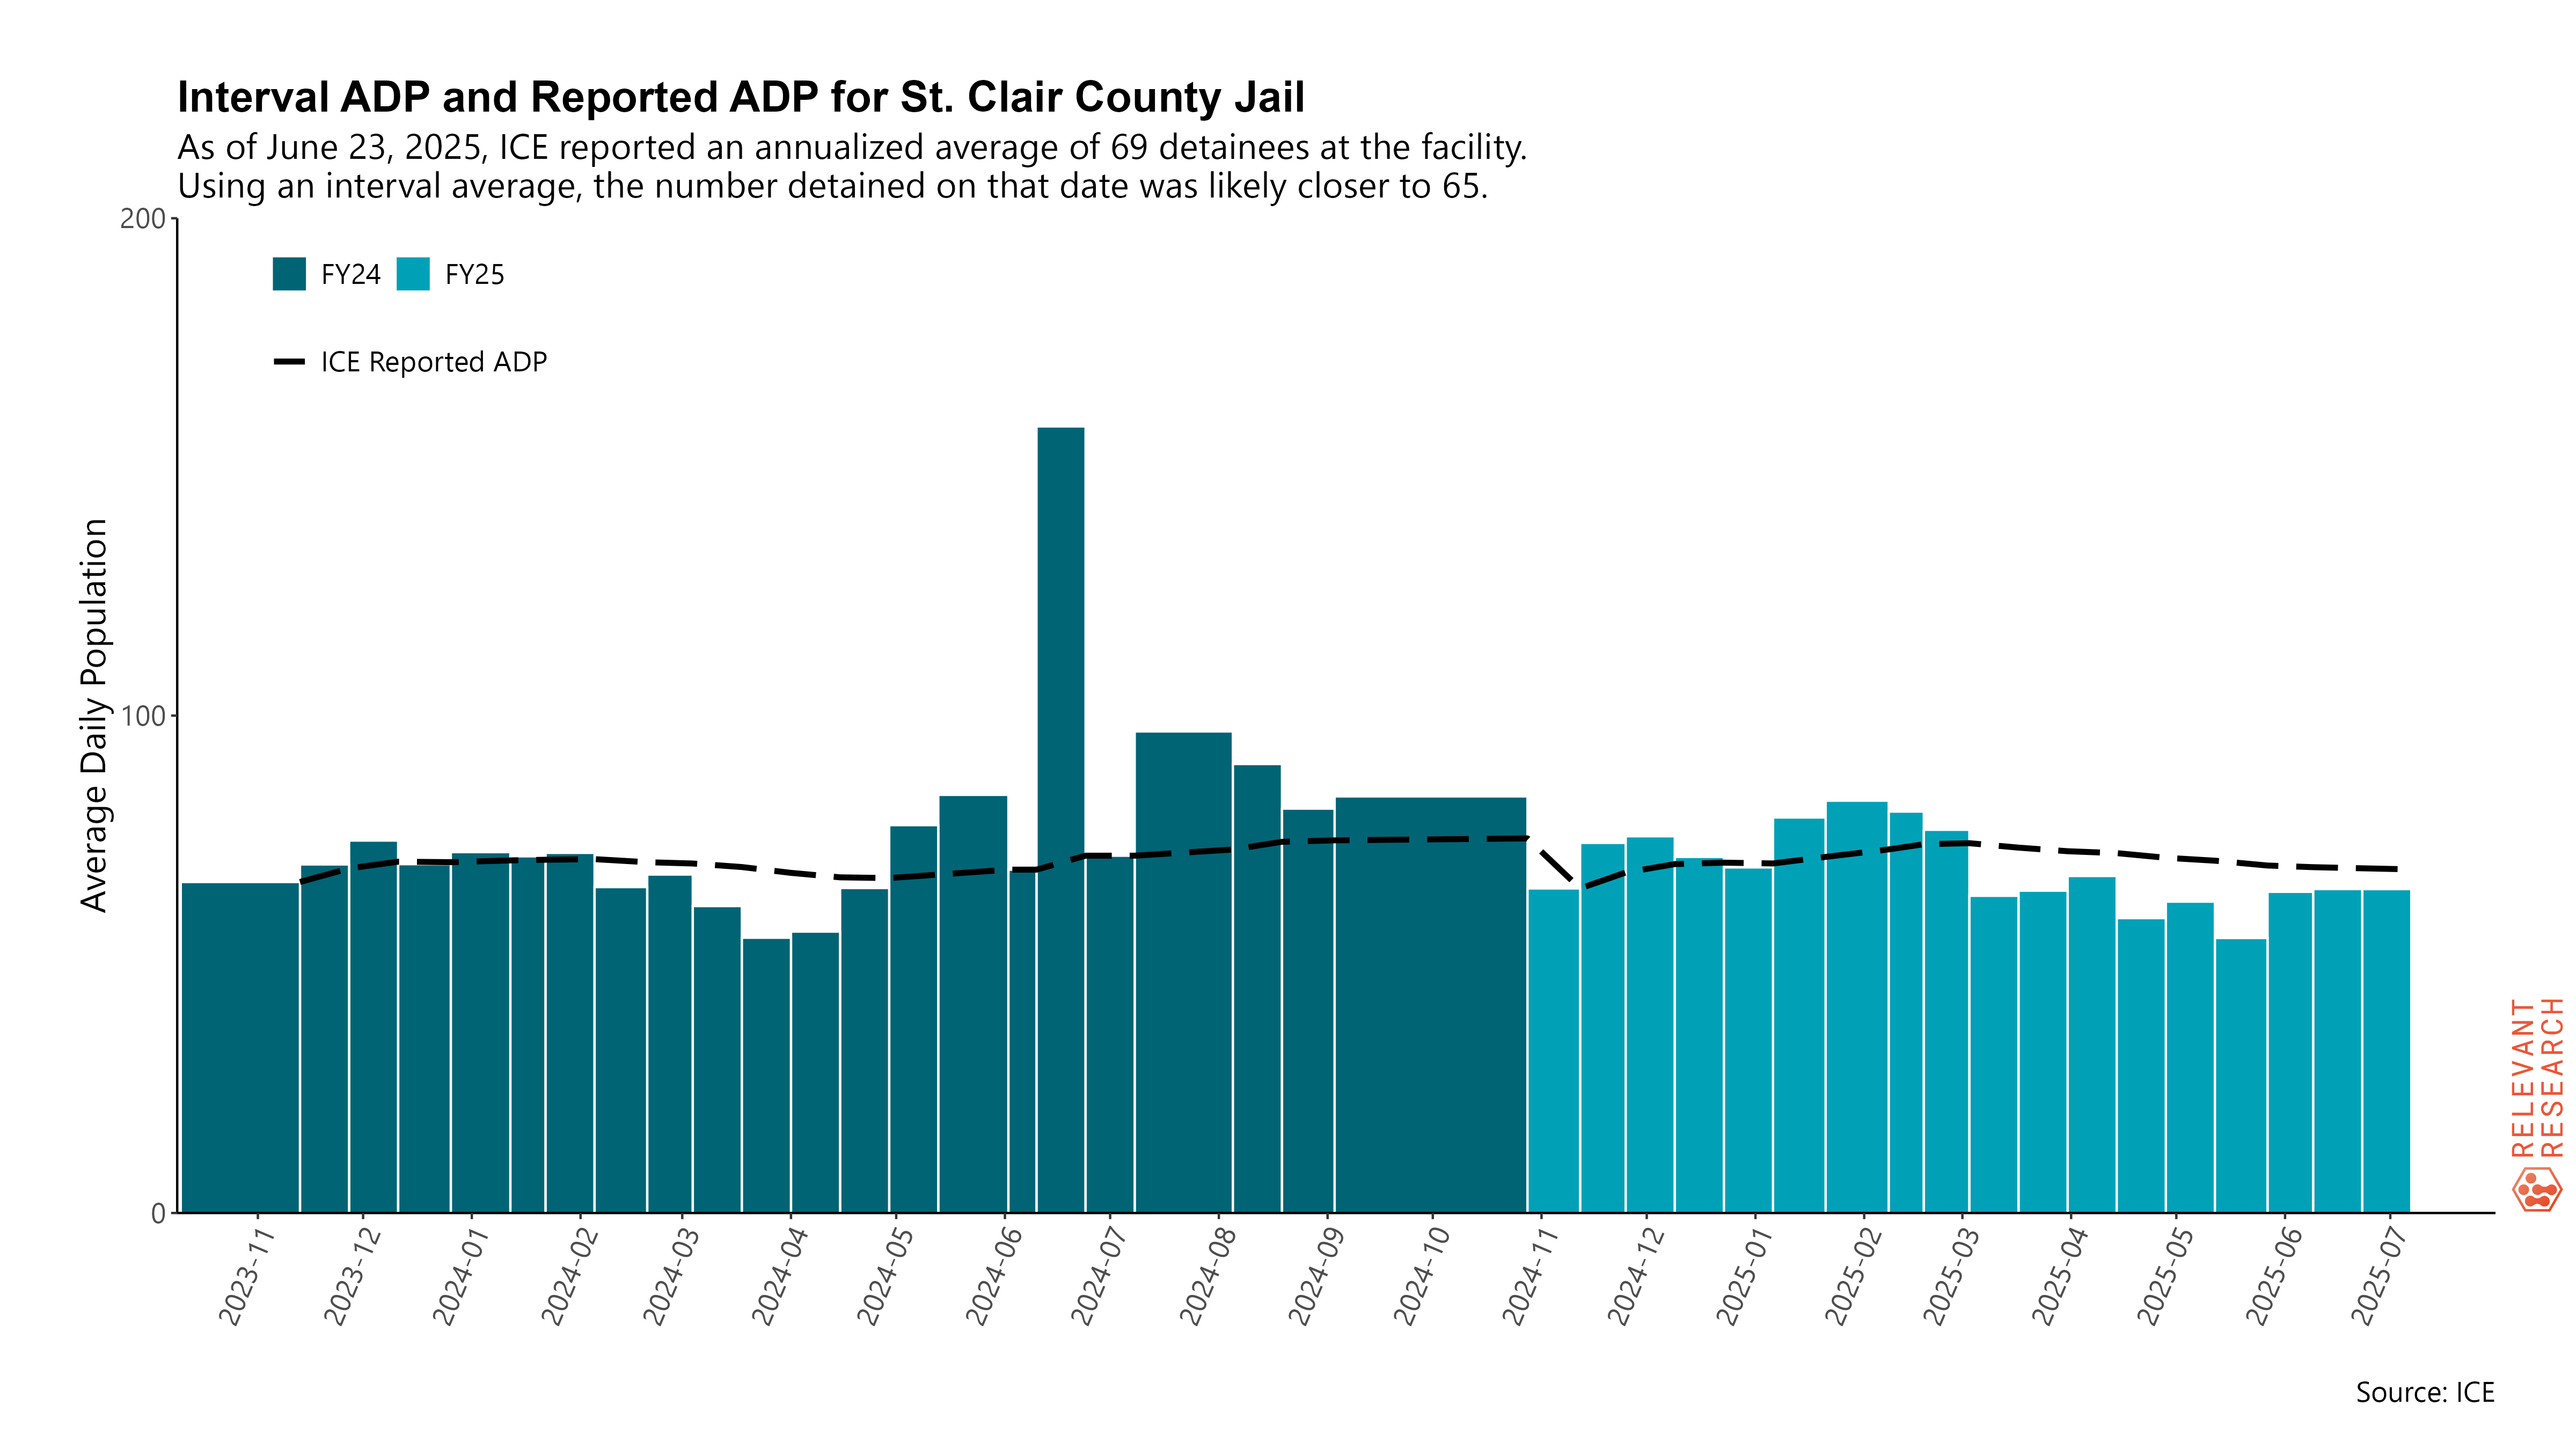 Interval ADP and Reported ADP for St. Clair County Jail
As of June 23, 2025, ICE reported an annualized average of 69 detainees at the facility.
Using an interval average, the number detained on that date was likely closer to 65.
200
FY24 FY25
ICE Reported ADP
Average Daily Population
100
0
2023-11
2023-12
2024-01
2024-02
2024-03
2024-04
2024-05
2024-06
2024-07
2024-08
2024-09
2024-10
2024-11
2024-12
2025-01
2025-02
2025-03
2025-04
2025-05
2025-06
2025-07
RELEVANT
RESEARCH
Source: ICE